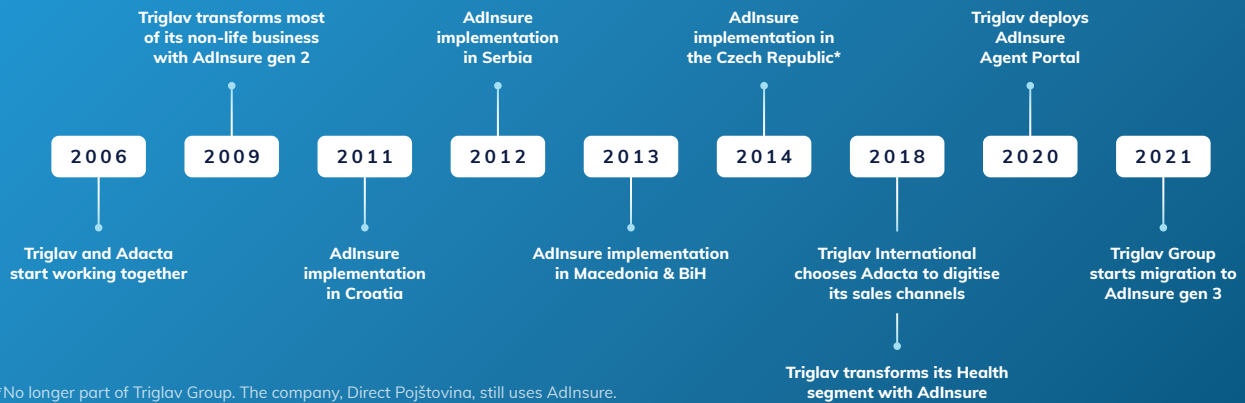 Triglav transforms most
of its non-life business
with AdInsure gen 2
AdInsure
implementation
in Serbia
AdInsure
implementation in
the Czech Republic*
Triglav deploys
AdInsure
Agent Portal
2006
2009
2011
2012
2013
2014
2018
2020
2021
Triglav and Adacta
start working together
AdInsure
implementation
in Croatia
AdInsure implementation
in Macedonia & BiH
Triglav International
chooses Adacta to digitise
its sales channels
Triglav Group
starts migration to
AdInsure gen 3
Triglav transforms its Health
segment with AdInsure
*No longer part of Triglav Group. The company, Direct Pojštovina, still uses AdInsure.